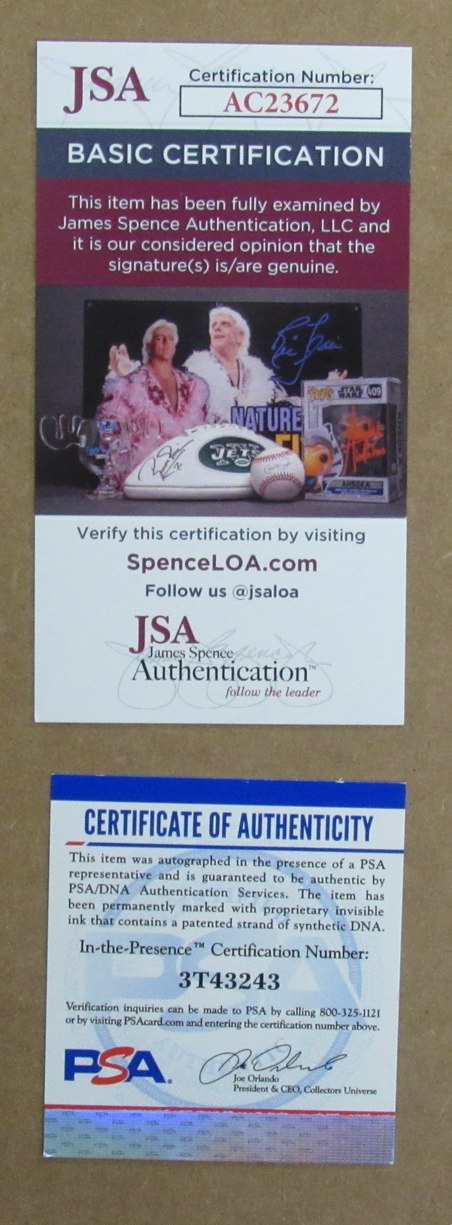 JSA
Certification Number:
AC23672
BASIC CERTIFICATION
This item has been fully examined by
James Spence Authentication, LLC and
it is our considered opinion that the
signature(s) is/are genuine.
NATURE
JETS
POP!
STAR WARS
409
AHSOKA
Verify this certification by visiting
SpenceLOA.com
Follow us @jsaloa
JSA
James Spence
Authentication™
follow the leader
CERTIFICATE OF AUTHENTICITY
This item was autographed in the presence of a PSA
representative and is guaranteed to be authentic by
PSA/DNA Authentication Services. The item has
been permanently marked with proprietary invisible
ink that contains a patented strand of synthetic DNA.
In-the-Presence™ Certification Number:
3T43243
Verification inquiries can be made to PSA by calling 800-325-1121
or by visiting PSAcard.com and entering the certification number above.
PSA
Joe Orlando
President & CEO, Collectors Universe